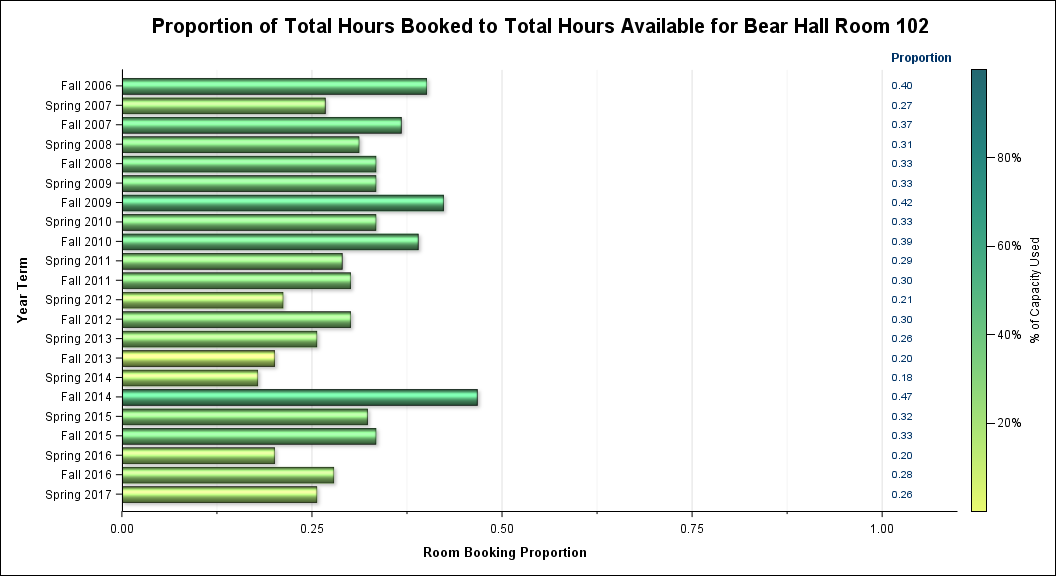 Proportion of Total Hours Booked to Total Hours Available for Bear Hall Room 102
Proportion
Fall 2006 0.40
Spring 2007 0.27
Fall 2007 0.37
Spring 2008 0.31
Fall 2008 0.33
Spring 2009 0.33
Fall 2009 0.42
Spring 2010 0.33
Fall 2010 0.39
Spring 2011 0.29
Fall 2011 0.30
Spring 2012 0.21
Fall 2012 0.30
Spring 2013 0.26
Fall 2013 0.20
Spring 2014 0.18
Fall 2014 0.47
Spring 2015 0.32
Fall 2015 0.33
Spring 2016 0.20
Fall 2016 0.28
Spring 2017 0.26
Year Term
0.00 0.25 0.50 0.75 1.00
Room Booking Proportion
80%
60%
40%
20%
% of Capacity Used